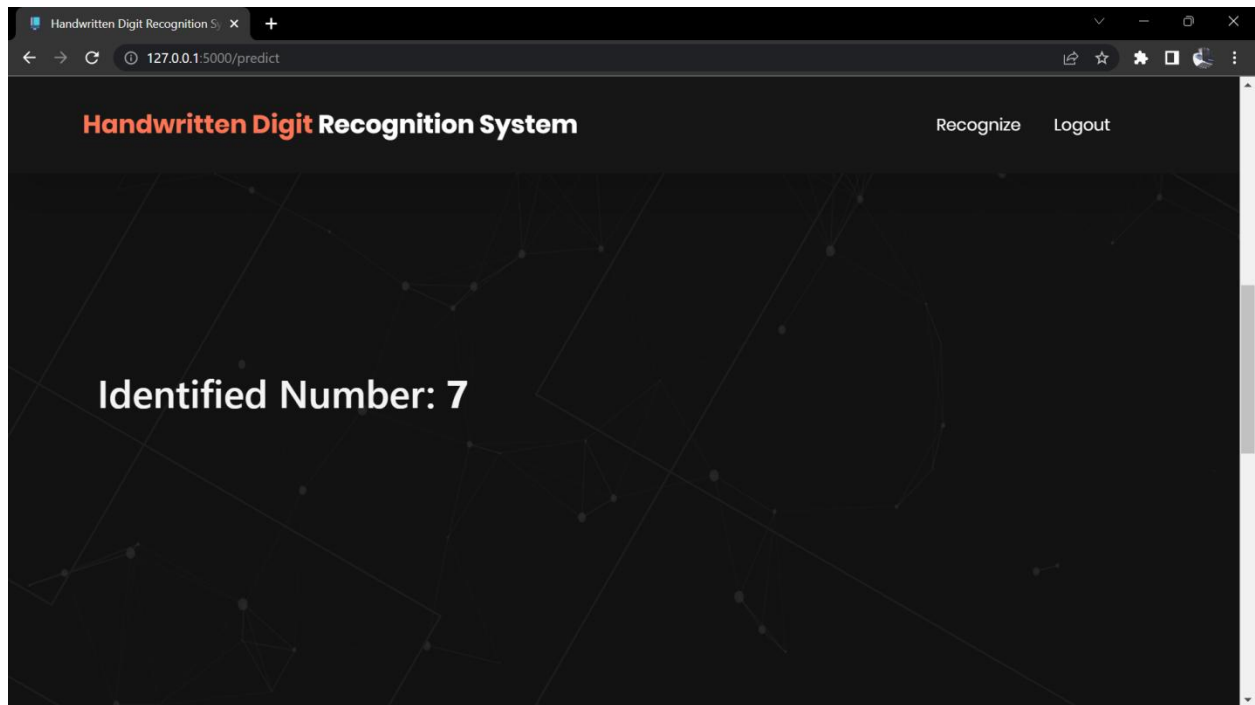 Handwritten Digit Recognition Sy
127.0.0.1:5000/predict
Handwritten Digit Recognition System
Recognize Logout
Identified Number: 7